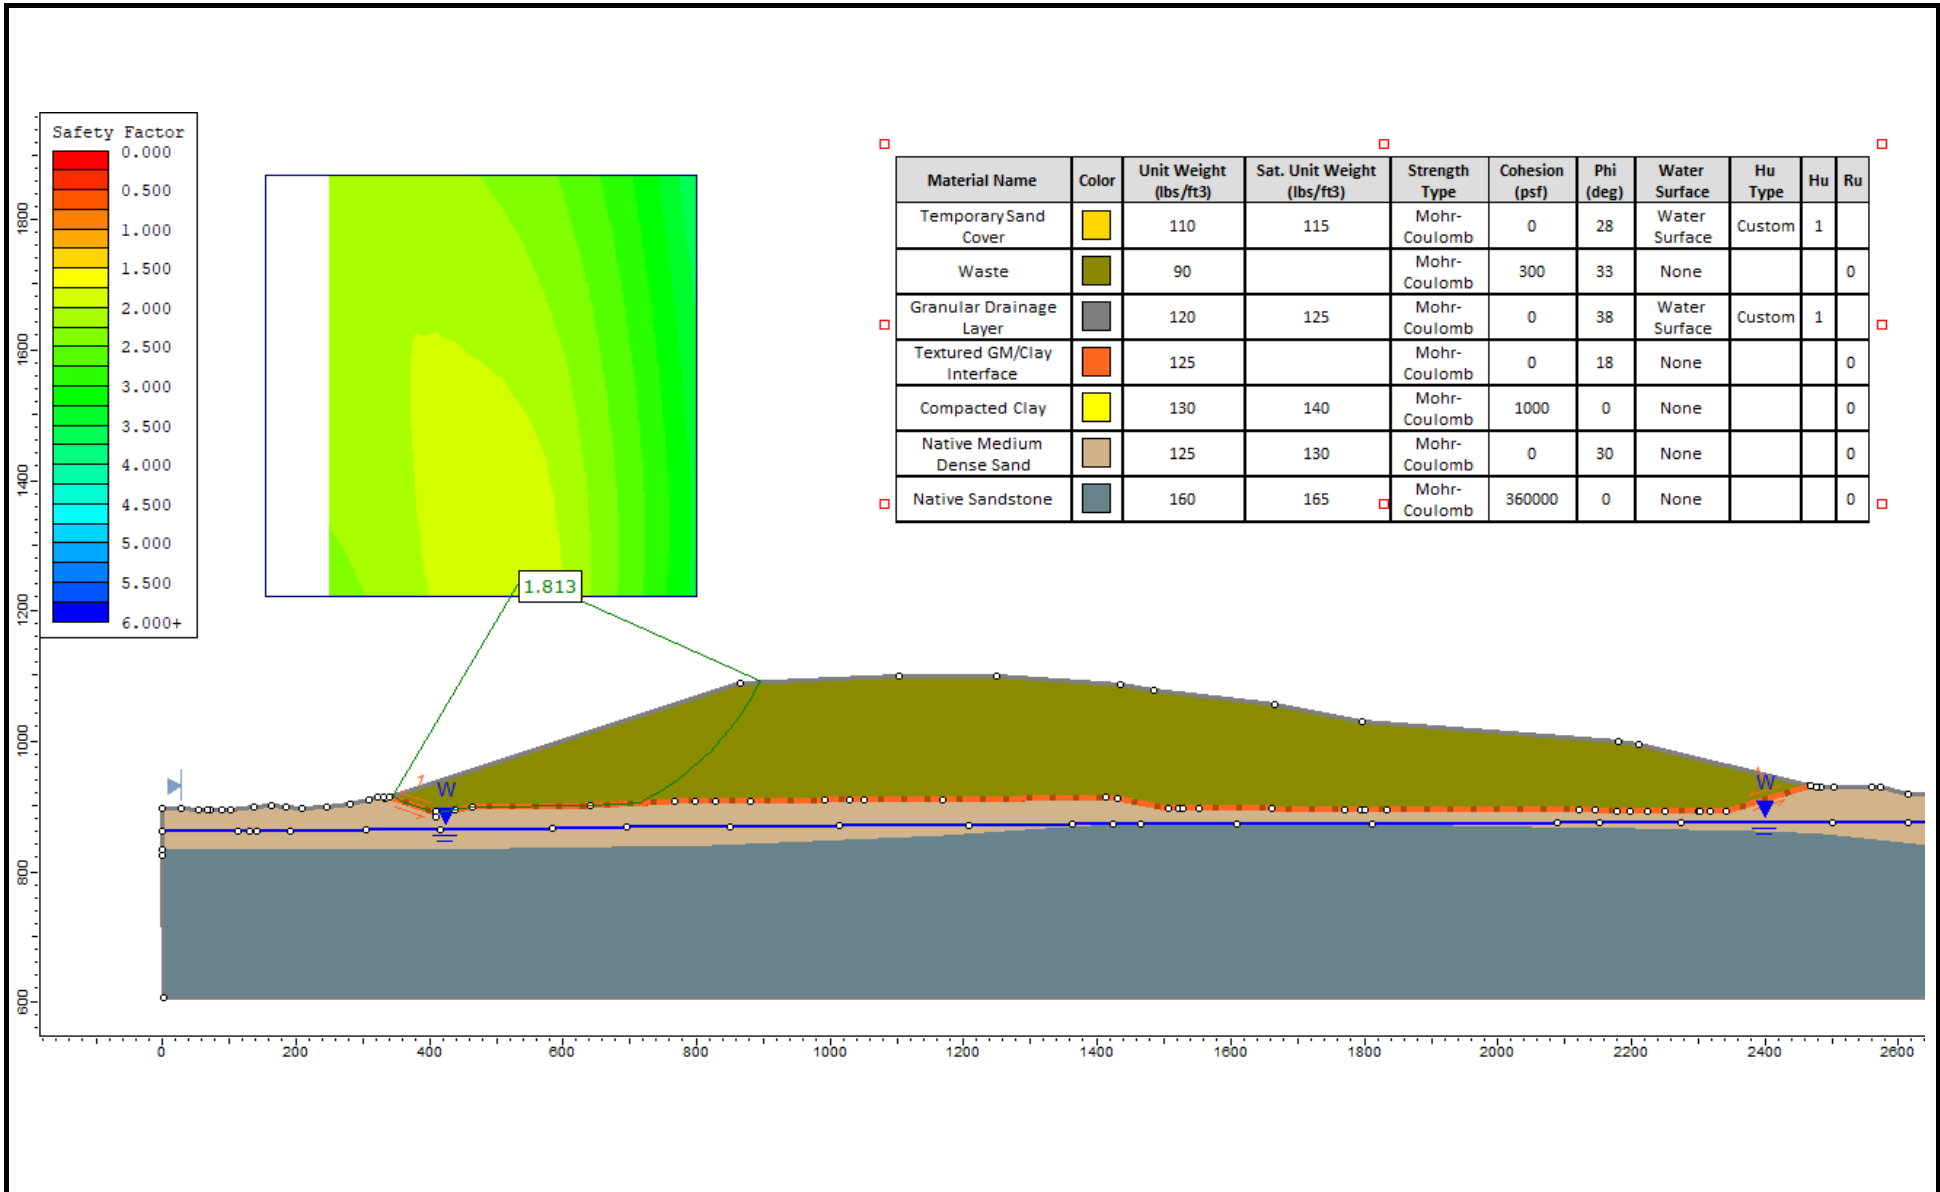 Safety Factor
0.000
0.500
1.000
1.500
2.000
2.500
3.000
3.500
4.000
4.500
5.000
5.500
6.000+
Material Name Color Unit Weight (lbs/ft3) Sat. Unit Weight (lbs/ft3) Strength Type Cohesion (psf) Phi (deg) Water Surface Hu Type Hu Ru
Temporary Sand Cover 110 115 Mohr-Coulomb 0 28 Water Surface Custom 1
Waste 90 Mohr-Coulomb 300 33 None 0
Granular Drainage Layer 120 125 Mohr-Coulomb 0 38 Water Surface Custom 1
Textured GM/Clay Interface 125 Mohr-Coulomb 0 18 None 0
Compacted Clay 130 140 Mohr-Coulomb 1000 0 None 0
Native Medium Dense Sand 125 130 Mohr-Coulomb 0 30 None 0
Native Sandstone 160 165 Mohr-Coulomb 360000 0 None 0
1.813
W
W
1800
1600
1400
1200
1000
800
600
0 200 400 600 800 1000 1200 1400 1600 1800 2000 2200 2400 2600